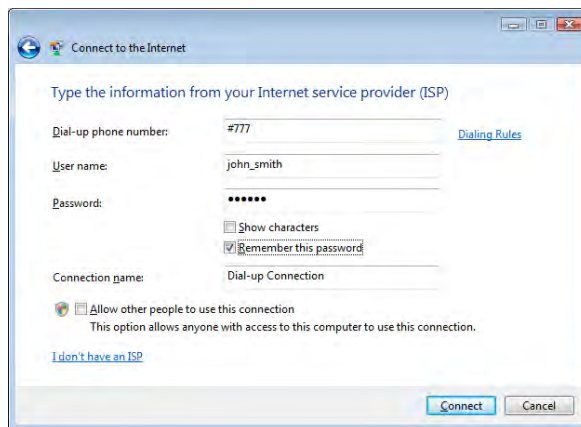 Connect to the Internet
Type the information from your Internet service provider (ISP)
Dial-up phone number: #777 Dialing Rules
User name: john_smith
Password: ••••••
Show characters
Remember this password
Connection name: Dial-up Connection
Allow other people to use this connection
This option allows anyone with access to this computer to use this connection.
I don't have an ISP
Connect Cancel